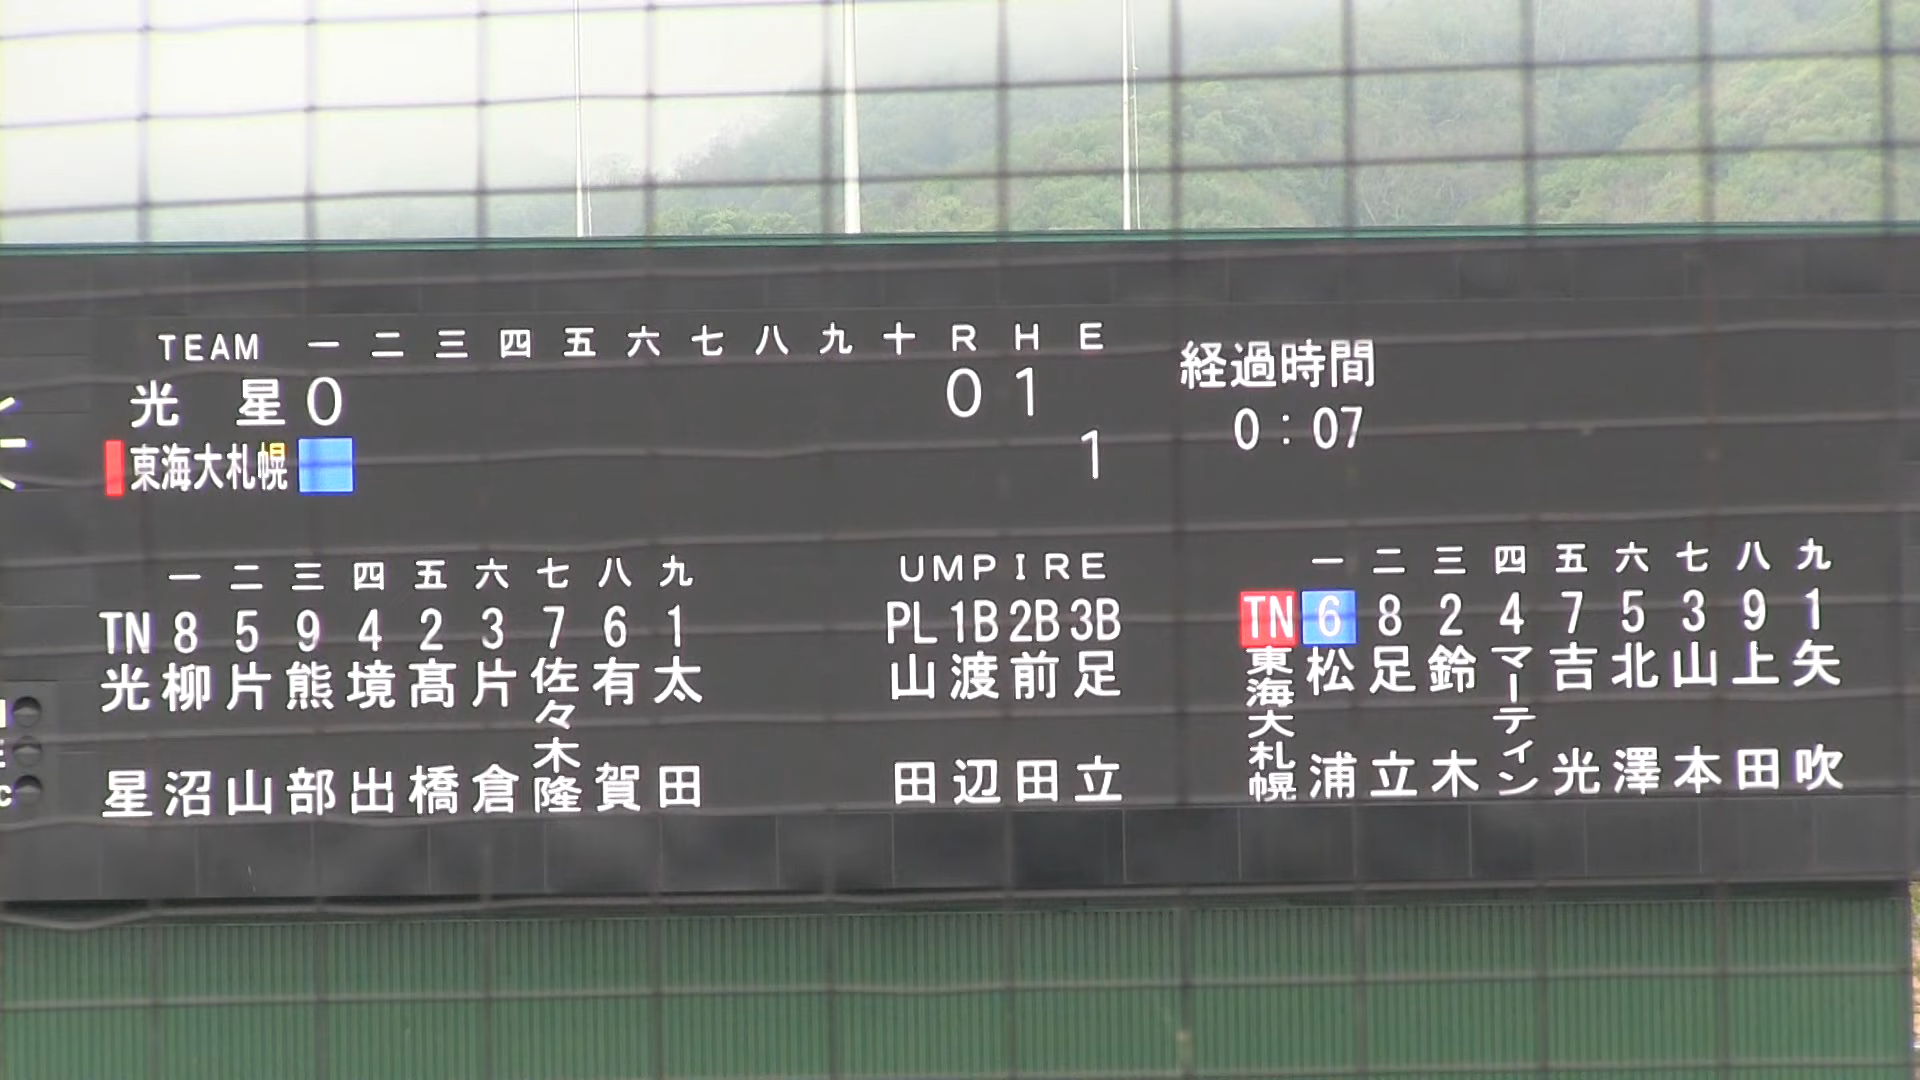 TEAM 一 二 三 四 五 六 七 八 九 十 R H E
光 星 0 0 1
東海大札幌 1
経過時間
0:07
一 二 三 四 五 六 七 八 九
TN 8 5 9 4 2 3 7 6 1
光星 柳沼 片山 熊部 境出 髙橋 片倉 佐々木隆 有賀 太田
UMPIRE
PL 1B 2B 3B
山田 渡辺 前田 足立
一 二 三 四 五 六 七 八 九
TN 6 8 2 4 7 5 3 9 1
東海大札幌 松浦 足立 鈴木 マーティン 吉光 北澤 山本 上田 矢吹